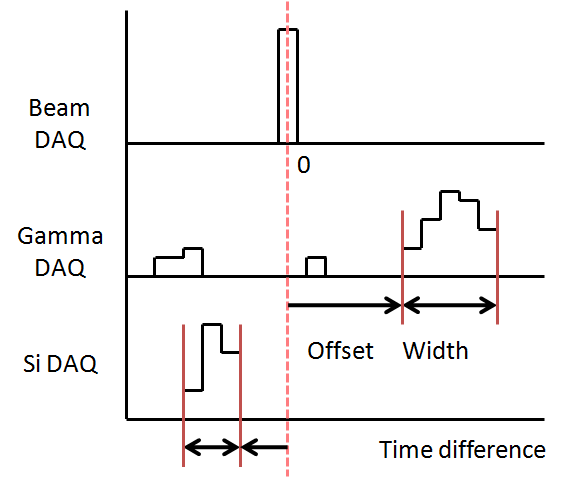 Beam
DAQ
0
Gamma
DAQ
Offset
Width
Si DAQ
Time difference